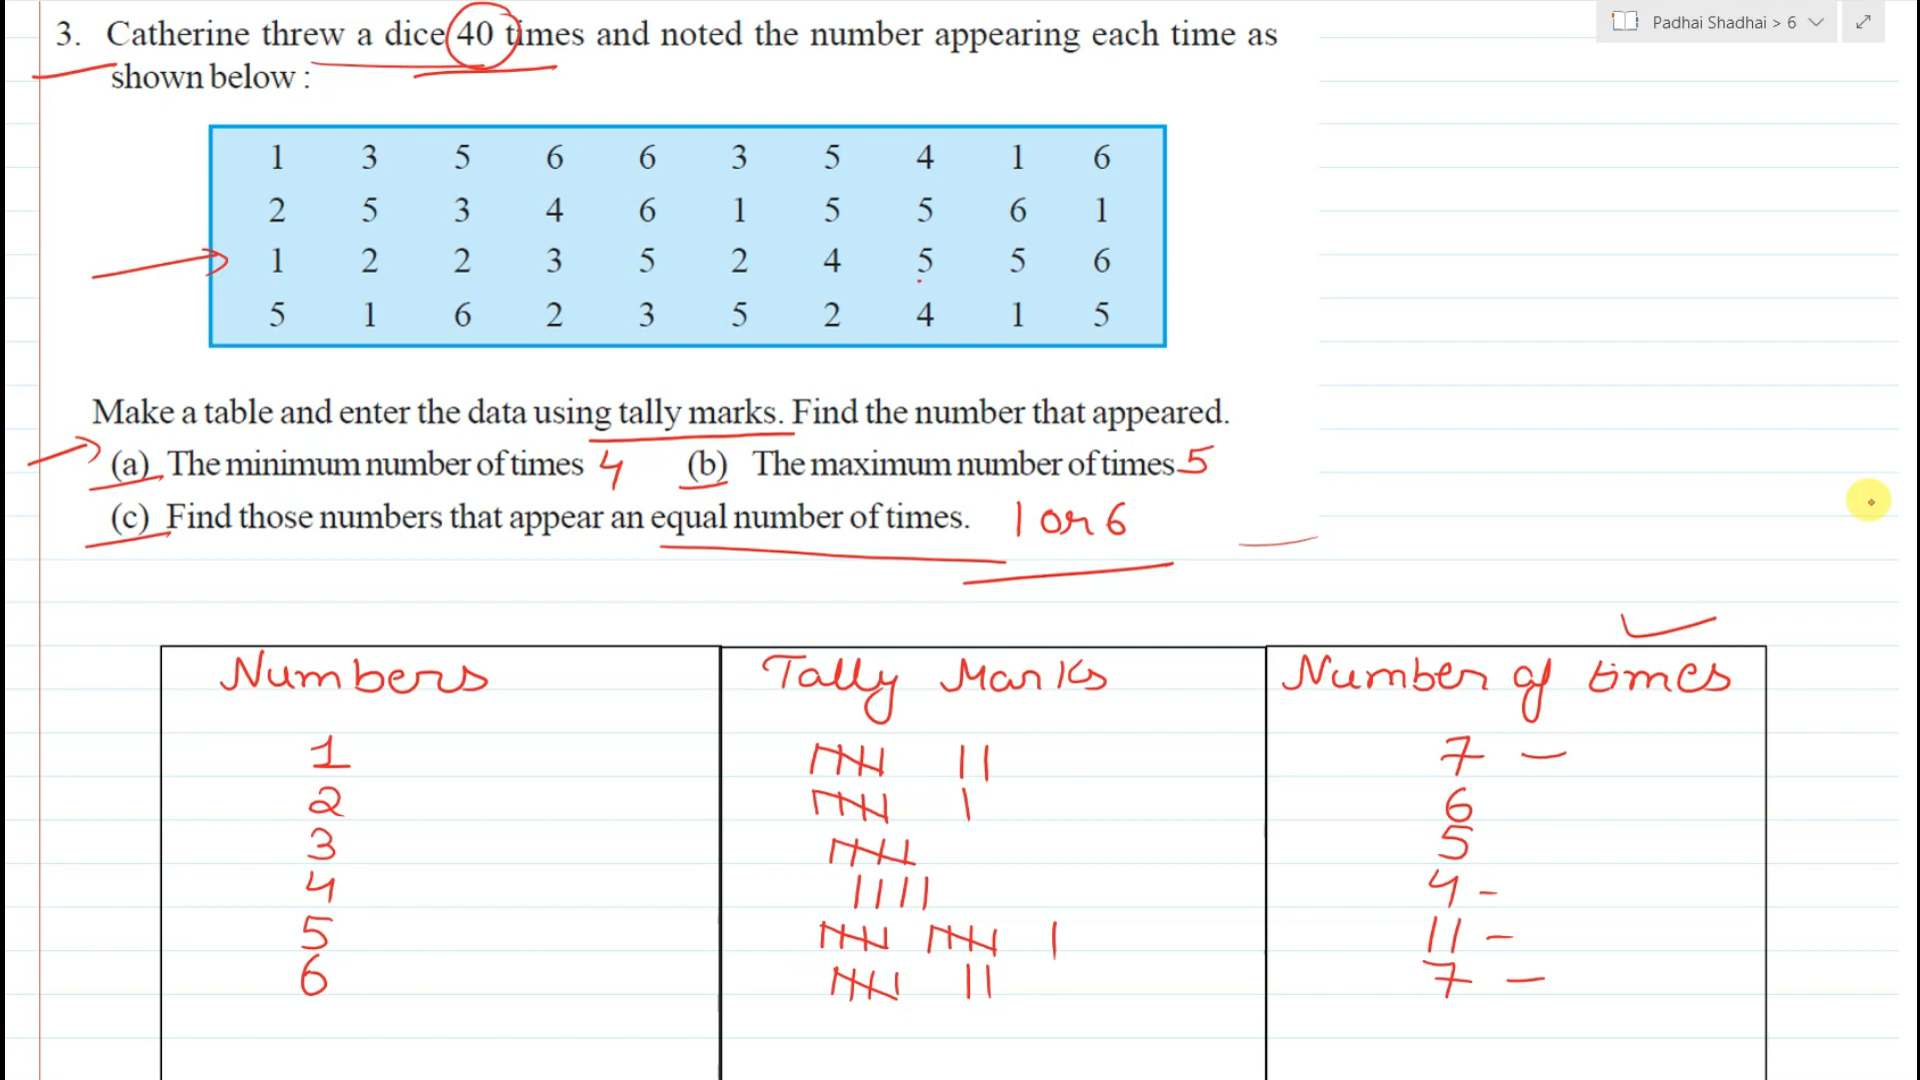 Padhai Shadhai > 6
3. Catherine threw a dice 40 times and noted the number appearing each time as
shown below :
1 3 5 6 6 3 5 4 1 6
2 5 3 4 6 1 5 5 6 1
1 2 2 3 5 2 4 5 5 6
5 1 6 2 3 5 2 4 1 5
Make a table and enter the data using tally marks. Find the number that appeared.
(a) The minimum number of times 4 (b) The maximum number of times 5
(c) Find those numbers that appear an equal number of times. 1 or 6
Numbers Tally Marks Number of times
1 7 –
2 6
3 5
4 4 –
5 11 –
6 7 –